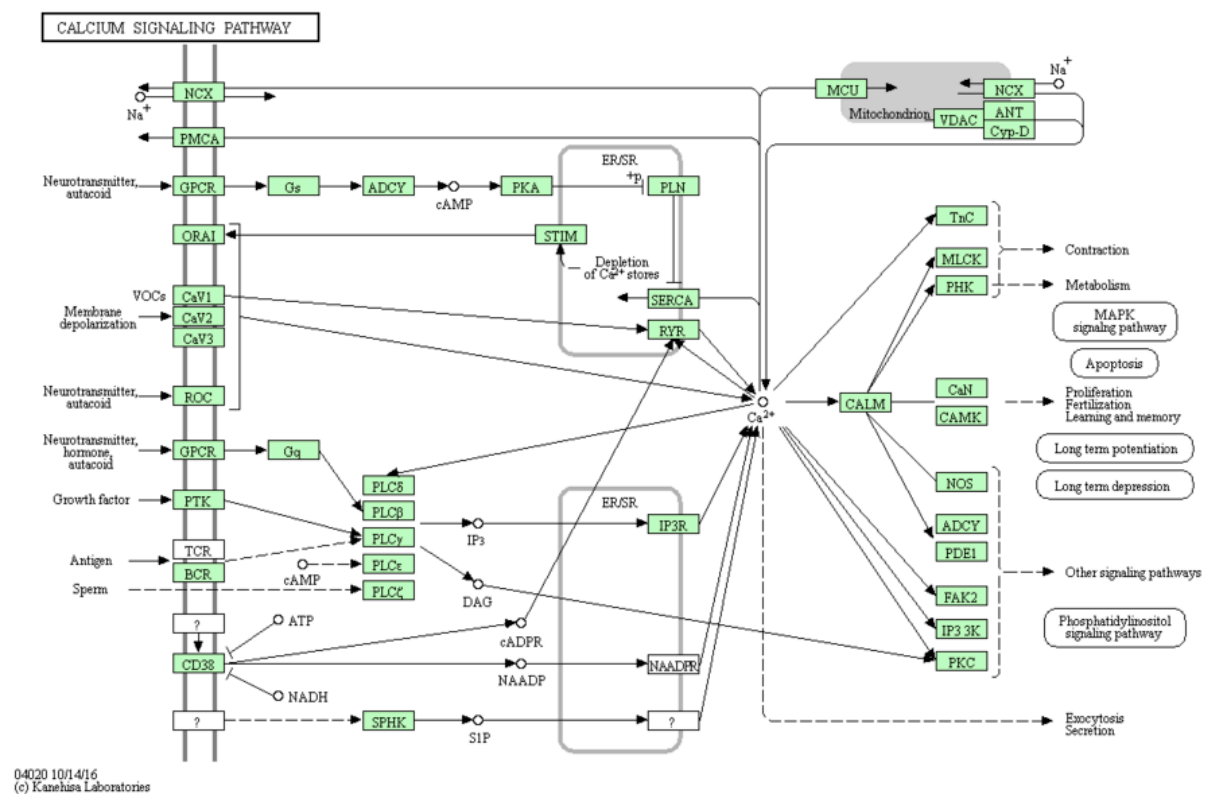 CALCIUM SIGNALING PATHWAY
NCX
Na+
PMCA
MCU
Mitochondrion
NCX
Na+
VDAC
ANT
Cyp-D
Neurotransmitter,
autacoid
GPCR
Gs
ADCY
cAMP
PKA
ER/SR
+p
PLN
ORAI
STIM
Depletion
of Ca2+ stores
TnC
MLCK
PHK
Contraction
Metabolism
VOCs
CaV1
Membrane
depolarization
CaV2
CaV3
SERCA
RYR
MAPK
signalng pathway
Apoptosis
Neurotransmitter,
autacoid
ROC
Ca2+
CALM
CaN
CAMK
Proliferation
Fertilization
Learning and memory
Neurotransmitter,
hormone,
autacoid
GPCR
Gq
Long term potentiation
Long term depression
Growth factor
PTK
PLCδ
PLCβ
PLCγ
PLCε
PLCζ
IP3
ER/SR
IP3R
NOS
ADCY
PDE1
Antigen
TCR
BCR
cAMP
Sperm
DAG
Other signaling pathways
FAK2
IP3 3K
PKC
Phosphatidylinositol
signaling pathway
?
ATP
CD38
cADPR
NAADP
NAADPR
NADH
?
SPHK
S1P
?
Exocytosis
Secretion
04020 10/14/16
(c) Kanehisa Laboratories